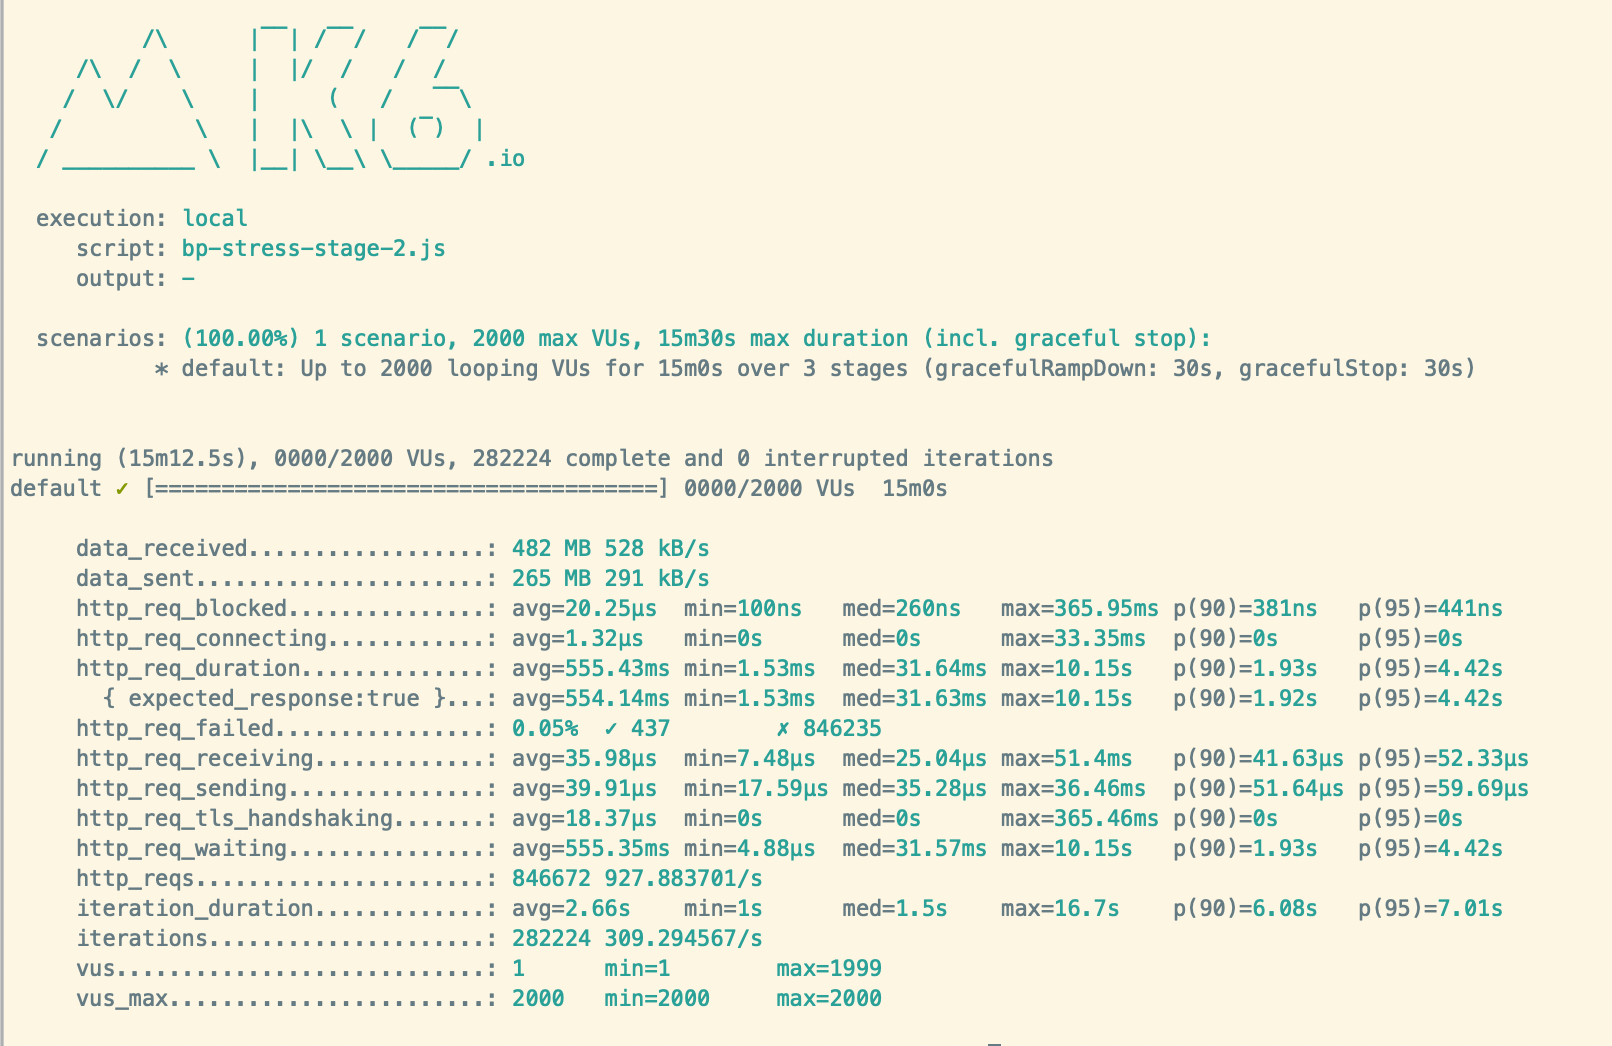 /\      |‾‾| /‾‾/   /‾‾/
     /\  /  \     |  |/  /   /  /
    /  \/    \    |     (   /   ‾‾\
   /          \   |  |\  \ |  (‾)  |
  / __________ \  |__| \__\ \_____/ .io

  execution: local
     script: bp-stress-stage-2.js
     output: -

  scenarios: (100.00%) 1 scenario, 2000 max VUs, 15m30s max duration (incl. graceful stop):
           * default: Up to 2000 looping VUs for 15m0s over 3 stages (gracefulRampDown: 30s, gracefulStop: 30s)


running (15m12.5s), 0000/2000 VUs, 282224 complete and 0 interrupted iterations
default ✓ [======================================] 0000/2000 VUs  15m0s

     data_received..................: 482 MB 528 kB/s
     data_sent......................: 265 MB 291 kB/s
     http_req_blocked...............: avg=20.25µs  min=100ns   med=260ns   max=365.95ms p(90)=381ns   p(95)=441ns
     http_req_connecting............: avg=1.32µs   min=0s      med=0s      max=33.35ms  p(90)=0s      p(95)=0s
     http_req_duration..............: avg=555.43ms min=1.53ms  med=31.64ms max=10.15s   p(90)=1.93s   p(95)=4.42s
       { expected_response:true }...: avg=554.14ms min=1.53ms  med=31.63ms max=10.15s   p(90)=1.92s   p(95)=4.42s
     http_req_failed................: 0.05%  ✓ 437        ✗ 846235
     http_req_receiving.............: avg=35.98µs  min=7.48µs  med=25.04µs max=51.4ms   p(90)=41.63µs p(95)=52.33µs
     http_req_sending...............: avg=39.91µs  min=17.59µs med=35.28µs max=36.46ms  p(90)=51.64µs p(95)=59.69µs
     http_req_tls_handshaking.......: avg=18.37µs  min=0s      med=0s      max=365.46ms p(90)=0s      p(95)=0s
     http_req_waiting...............: avg=555.35ms min=4.88µs  med=31.57ms max=10.15s   p(90)=1.93s   p(95)=4.42s
     http_reqs......................: 846672 927.883701/s
     iteration_duration.............: avg=2.66s    min=1s      med=1.5s    max=16.7s    p(90)=6.08s   p(95)=7.01s
     iterations.....................: 282224 309.294567/s
     vus............................: 1      min=1        max=1999
     vus_max........................: 2000   min=2000     max=2000